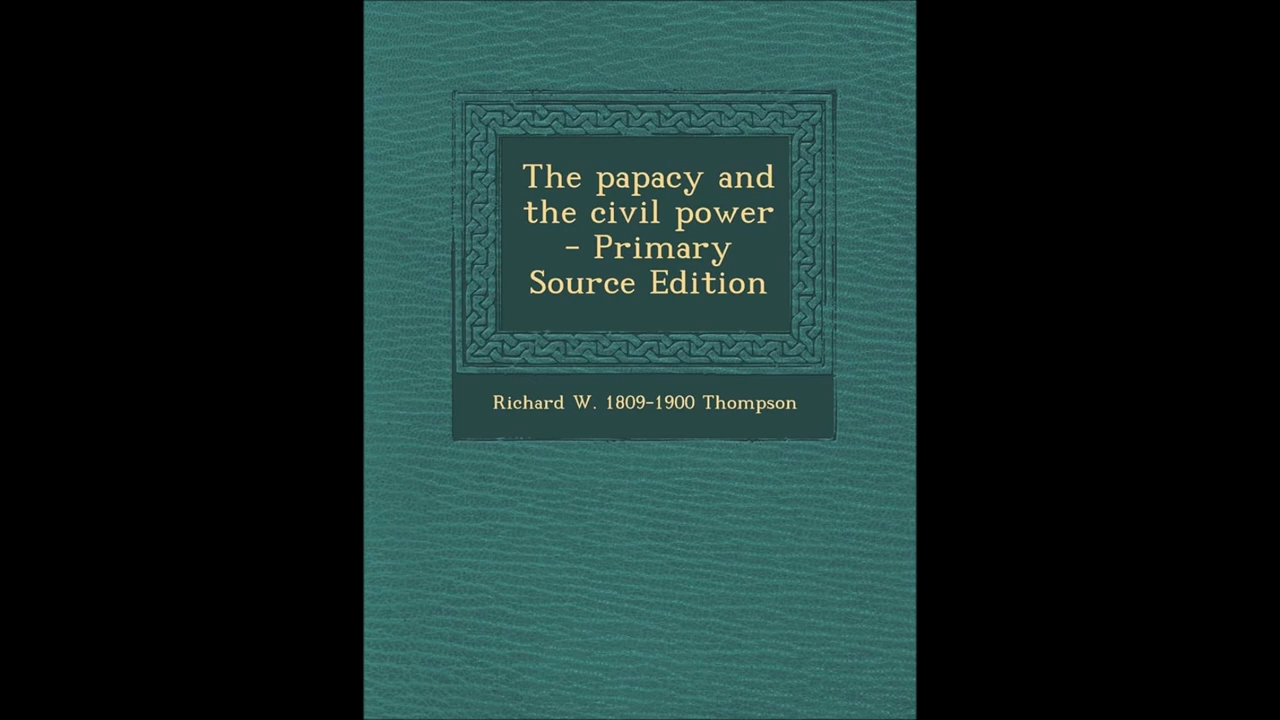 The papacy and
the civil power
- Primary
Source Edition
Richard W. 1809-1900 Thompson